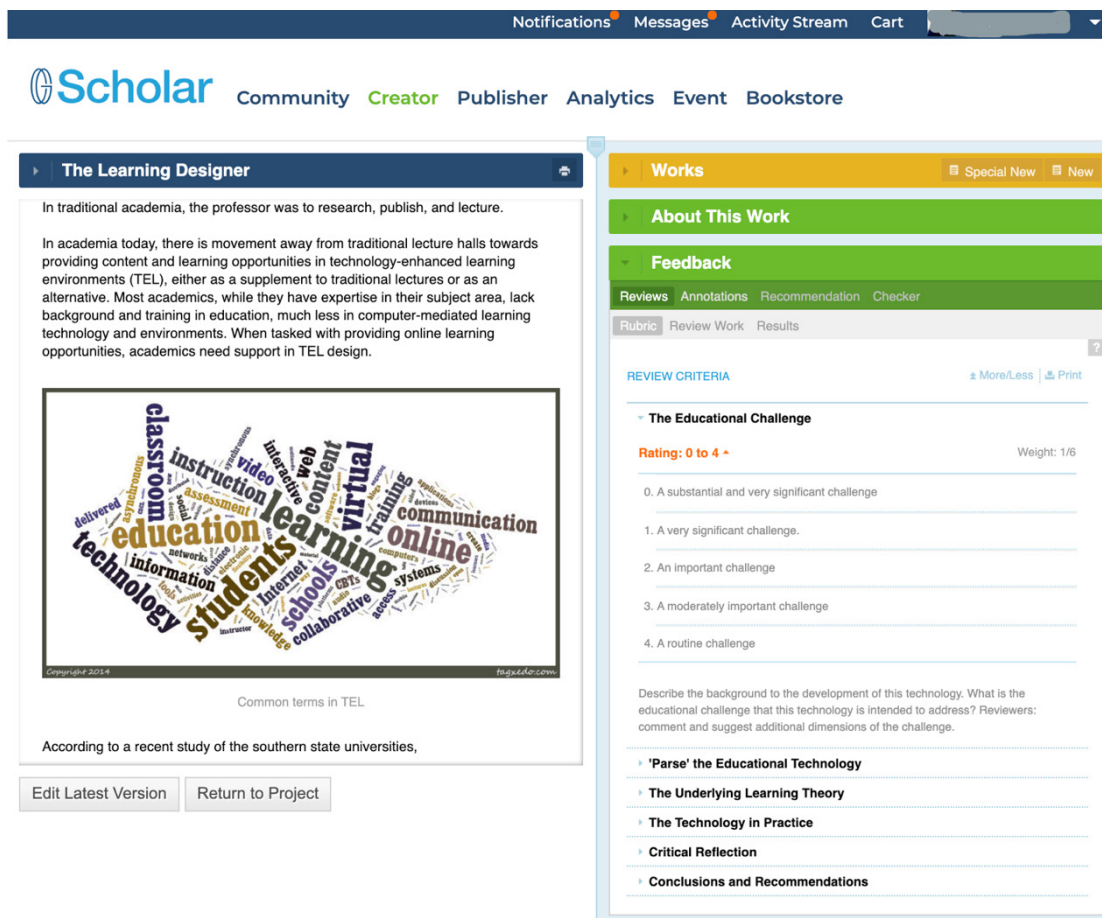 Notifications Messages Activity Stream Cart
Scholar Community Creator Publisher Analytics Event Bookstore
The Learning Designer
In traditional academia, the professor was to research, publish, and lecture.
In academia today, there is movement away from traditional lecture halls towards
providing content and learning opportunities in technology-enhanced learning
environments (TEL), either as a supplement to traditional lectures or as an
alternative. Most academics, while they have expertise in their subject area, lack
background and training in education, much less in computer-mediated learning
technology and environments. When tasked with providing online learning
opportunities, academics need support in TEL design.
classroom
synchronous
instruction
video
interactive
web
content
virtual
training
applications
communication
asynchronous
assessment
social
delivered
education
learning
online
technology
networks
distance
electronic
information
tools
activities
students
Internet
schools
CBTs
audio
computers
create
systems
access
collaborative
knowledge
instructor
Copyright 2014
tagxedo.com
Common terms in TEL
According to a recent study of the southern state universities,
Edit Latest Version Return to Project
Works Special New New
About This Work
Feedback
Reviews Annotations Recommendation Checker
Rubric Review Work Results
?
REVIEW CRITERIA More/Less Print
The Educational Challenge
Rating: 0 to 4 Weight: 1/6
0. A substantial and very significant challenge
1. A very significant challenge.
2. An important challenge
3. A moderately important challenge
4. A routine challenge
Describe the background to the development of this technology. What is the
educational challenge that this technology is intended to address? Reviewers:
comment and suggest additional dimensions of the challenge.
'Parse' the Educational Technology
The Underlying Learning Theory
The Technology in Practice
Critical Reflection
Conclusions and Recommendations